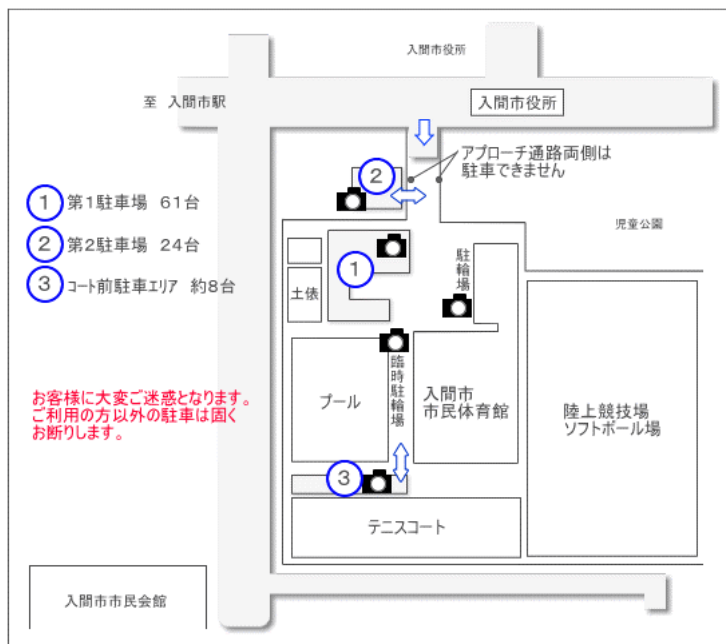 入間市役所
至 入間市駅
入間市役所
アプローチ通路両側は
駐車できません
② 
① 第1駐車場 61台
② 第2駐車場 24台
③ コート前駐車エリア 約8台
児童公園
①
駐輪場
土俵
臨時駐輪場
プール
入間市
市民体育館
陸上競技場
ソフトボール場
お客様に大変ご迷惑となります。
ご利用の方以外の駐車は固く
お断りします。
③
テニスコート
入間市市民会館